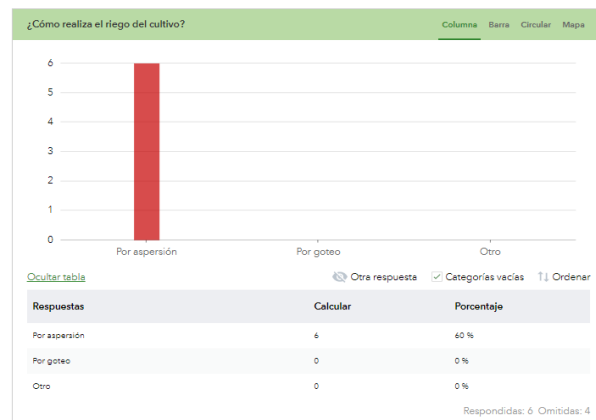 ¿Cómo realiza el riego del cultivo? Columna Barra Circular Mapa
6
5
4
3
2
1
0
Por aspersión Por goteo Otro
Ocultar tabla Otra respuesta Categorías vacías Ordenar
Respuestas Calcular Porcentaje
Por aspersión 6 60 %
Por goteo 0 0 %
Otro 0 0 %
Respondidas: 6 Omitidas: 4